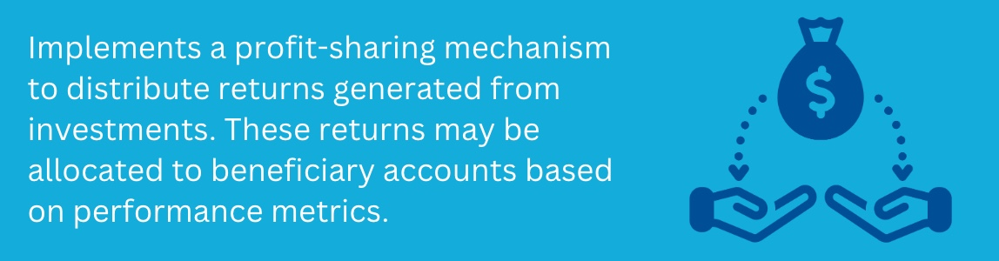 Implements a profit-sharing mechanism
to distribute returns generated from
investments. These returns may be
allocated to beneficiary accounts based
on performance metrics.
$